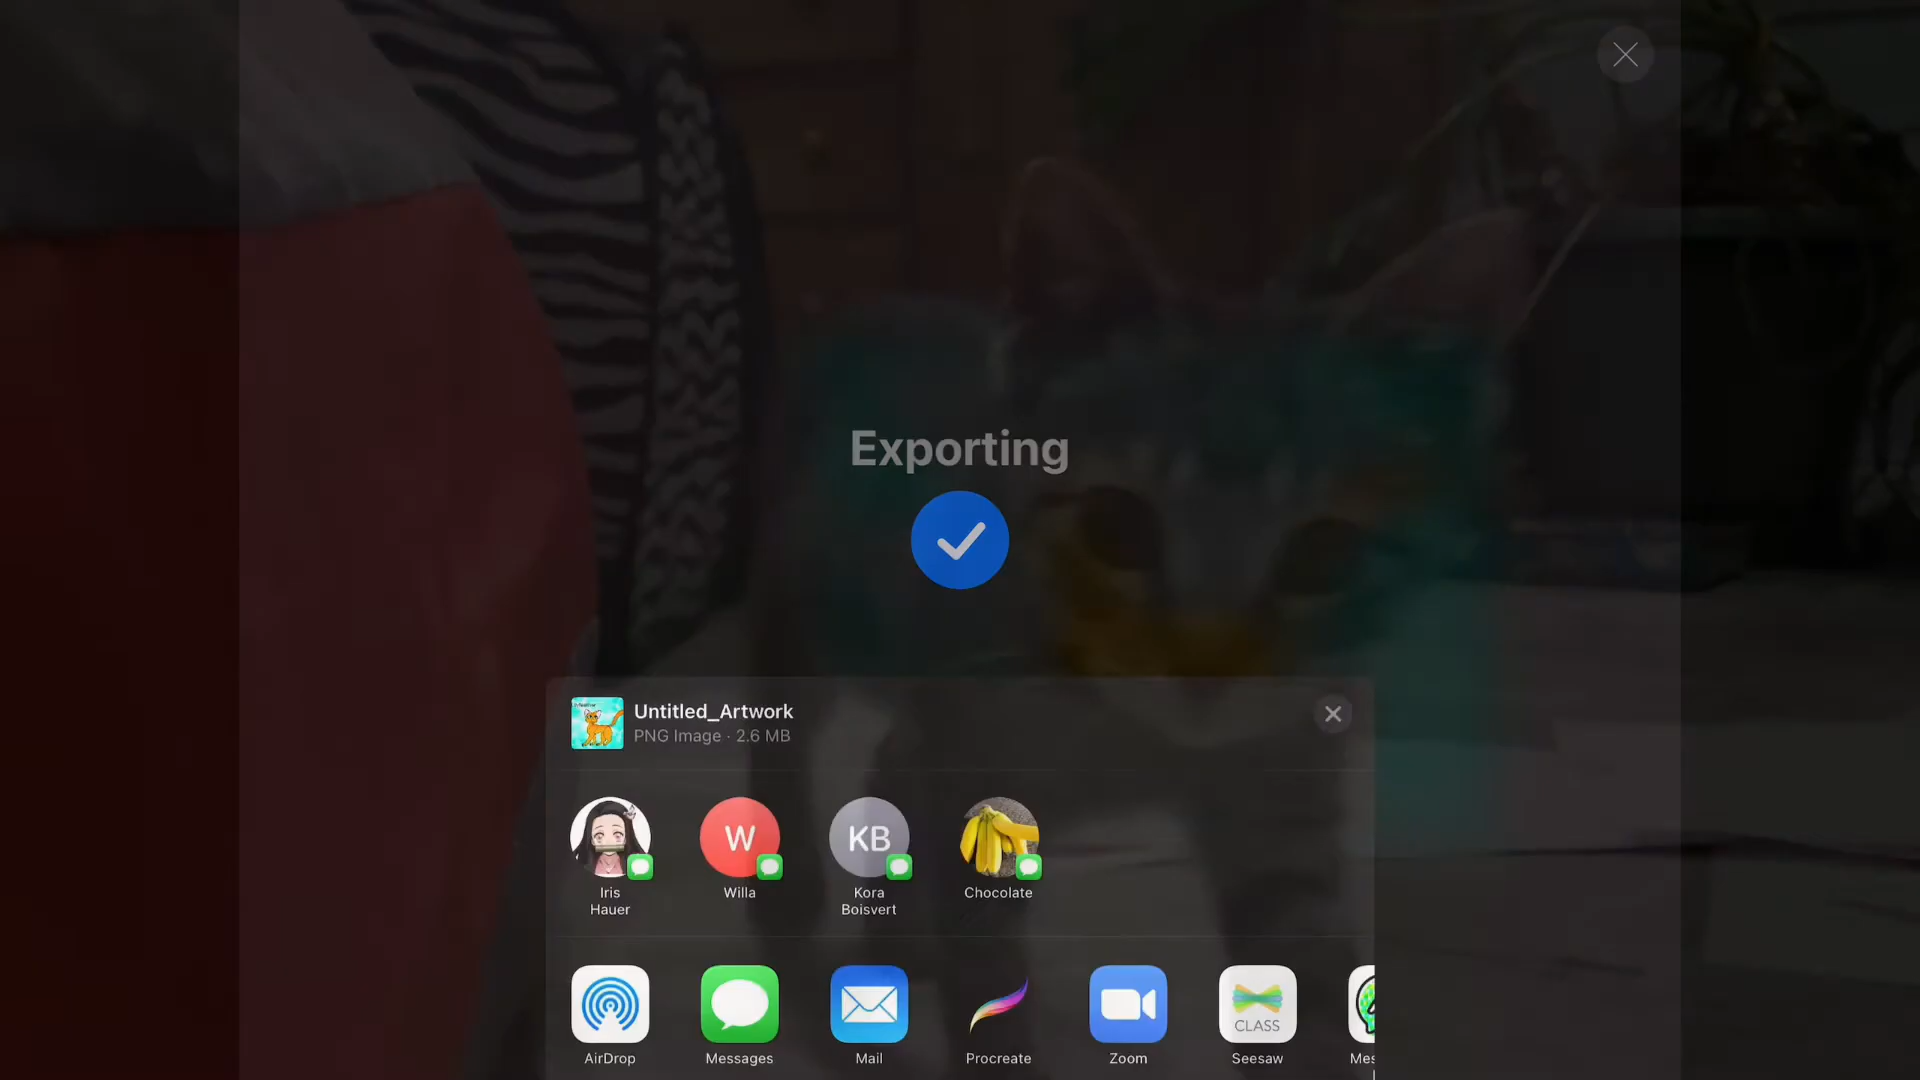 Exporting
Untitled_Artwork
PNG Image · 2.6 MB
W
KB
Iris
Hauer
Willa
Kora
Boisvert
Chocolate
CLASS
AirDrop
Messages
Mail
Procreate
Zoom
Seesaw
Mes